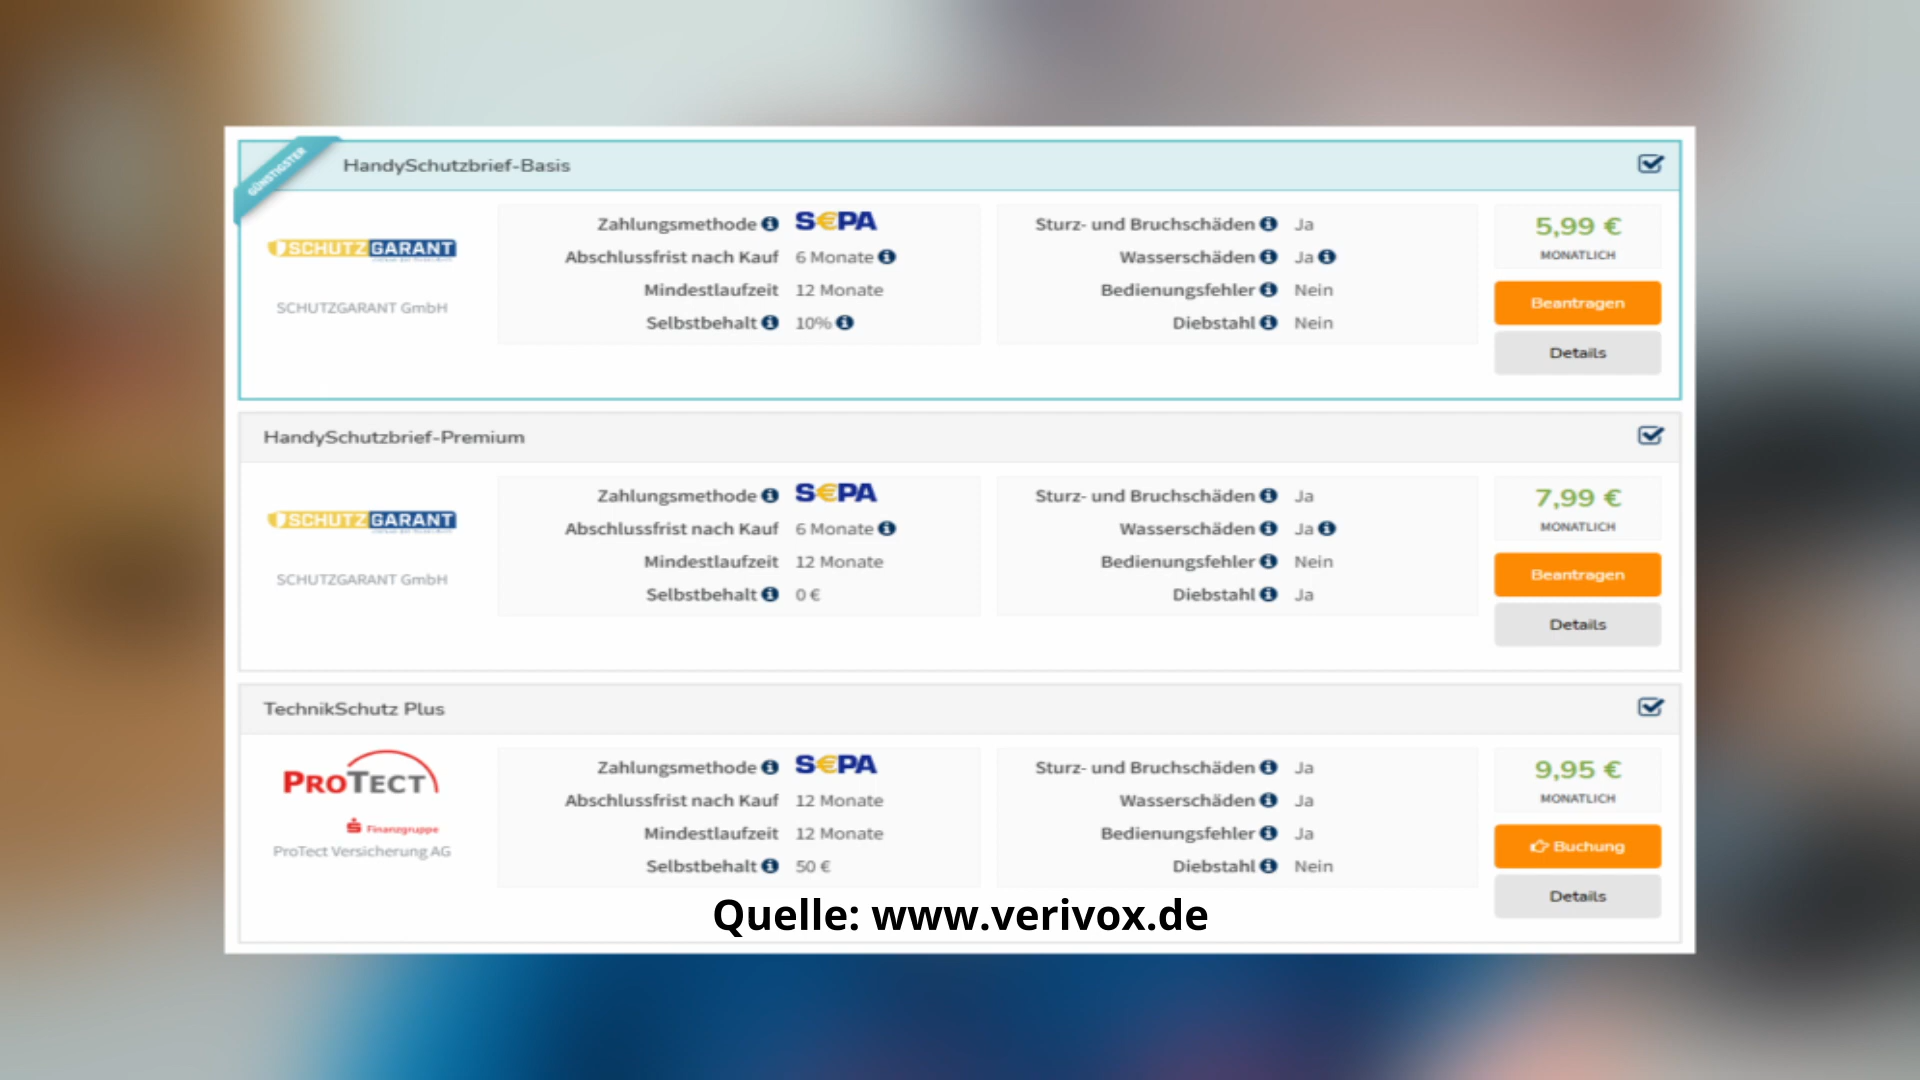 GÜNSTIGSTER
HandySchutzbrief-Basis
SCHUTZGARANT
SCHUTZGARANT GmbH
Zahlungsmethode SEPA
Abschlussfrist nach Kauf 6 Monate
Mindestlaufzeit 12 Monate
Selbstbehalt 10%
Sturz- und Bruchschäden Ja
Wasserschäden Ja
Bedienungsfehler Nein
Diebstahl Nein
5,99 €
MONATLICH
Beantragen
Details
HandySchutzbrief-Premium
SCHUTZGARANT
SCHUTZGARANT GmbH
Zahlungsmethode SEPA
Abschlussfrist nach Kauf 6 Monate
Mindestlaufzeit 12 Monate
Selbstbehalt 0 €
Sturz- und Bruchschäden Ja
Wasserschäden Ja
Bedienungsfehler Nein
Diebstahl Ja
7,99 €
MONATLICH
Beantragen
Details
TechnikSchutz Plus
PROTECT
Finanzgruppe
ProTect Versicherung AG
Zahlungsmethode SEPA
Abschlussfrist nach Kauf 12 Monate
Mindestlaufzeit 12 Monate
Selbstbehalt 50 €
Sturz- und Bruchschäden Ja
Wasserschäden Ja
Bedienungsfehler Ja
Diebstahl Nein
9,95 €
MONATLICH
Buchung
Details
Quelle: www.verivox.de